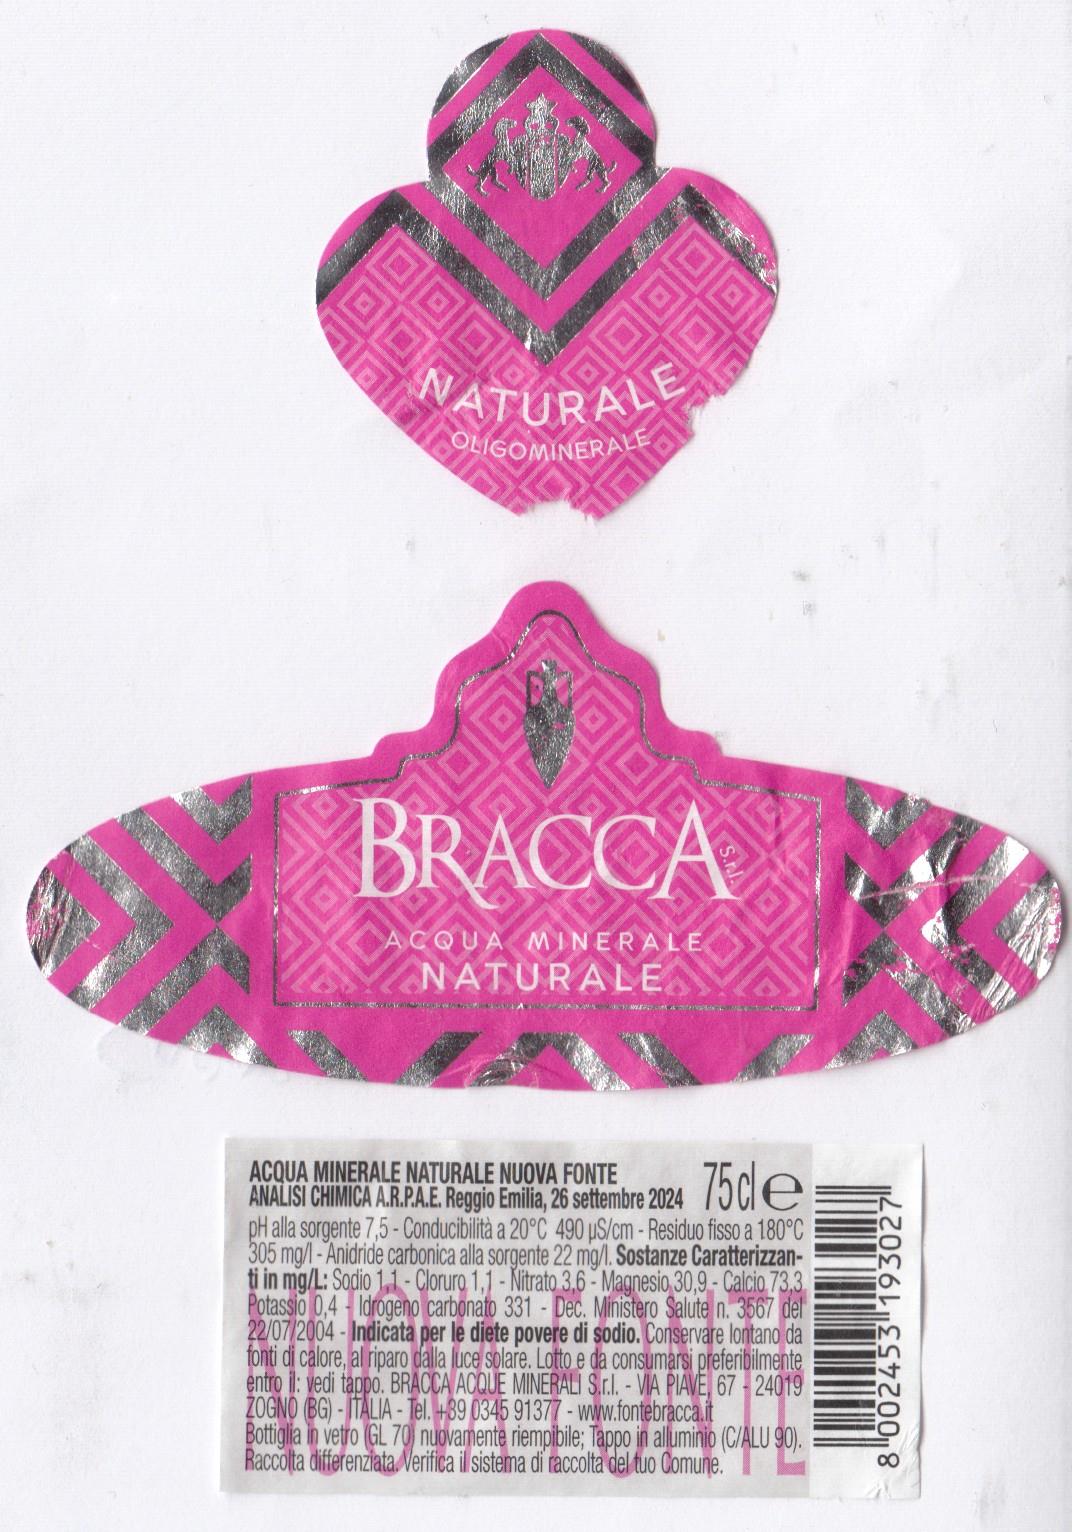 NATURALE
OLIGOMINERALE
BRACCA S.r.l.
ACQUA MINERALE
NATURALE
ACQUA MINERALE NATURALE NUOVA FONTE 75 cl e
ANALISI CHIMICA A.R.P.A.E. Reggio Emilia, 26 settembre 2024
pH alla sorgente 7,5 - Conducibilità a 20°C 490 µS/cm - Residuo fisso a 180°C
305 mg/l - Anidride carbonica alla sorgente 22 mg/l. Sostanze Caratterizzan-
ti in mg/L: Sodio 1,1 - Cloruro 1,1 - Nitrato 3,6 - Magnesio 30,9 - Calcio 73,3
Potassio 0,4 - Idrogeno carbonato 331 - Dec. Ministero Salute n. 3567 del
22/07/2004 - Indicata per le diete povere di sodio. Conservare lontano da
fonti di calore, al riparo dalla luce solare. Lotto e da consumarsi preferibilmente
entro il: vedi tappo. BRACCA ACQUE MINERALI S.r.l. - VIA PIAVE, 67 - 24019
ZOGNO (BG) - ITALIA - Tel. +39 0345 91377 - www.fontebracca.it
Bottiglia in vetro (GL 70) nuovamente riempibile; Tappo in alluminio (C/ALU 90).
Raccolta differenziata. Verifica il sistema di raccolta del tuo Comune.
NUOVA FONTE
8 002453 193027